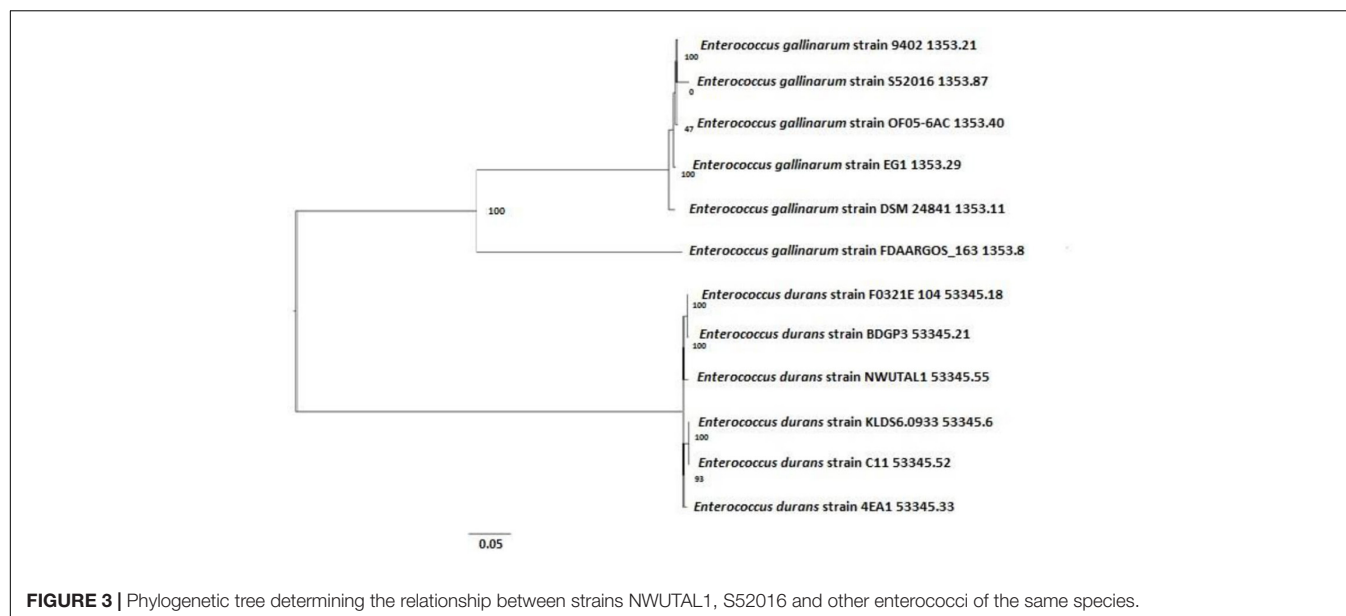 Enterococcus gallinarum strain 9402 1353.21
100
Enterococcus gallinarum strain S52016 1353.87
0
Enterococcus gallinarum strain OF05-6AC 1353.40
47
Enterococcus gallinarum strain EG1 1353.29
100
Enterococcus gallinarum strain DSM 24841 1353.11
100
Enterococcus gallinarum strain FDAARGOS_163 1353.8
Enterococcus durans strain F0321E 104 53345.18
100
Enterococcus durans strain BDGP3 53345.21
100
Enterococcus durans strain NWUTAL1 53345.55
Enterococcus durans strain KLDS6.0933 53345.6
100
Enterococcus durans strain C11 53345.52
93
Enterococcus durans strain 4EA1 53345.33
0.05
FIGURE 3 | Phylogenetic tree determining the relationship between strains NWUTAL1, S52016 and other enterococci of the same species.